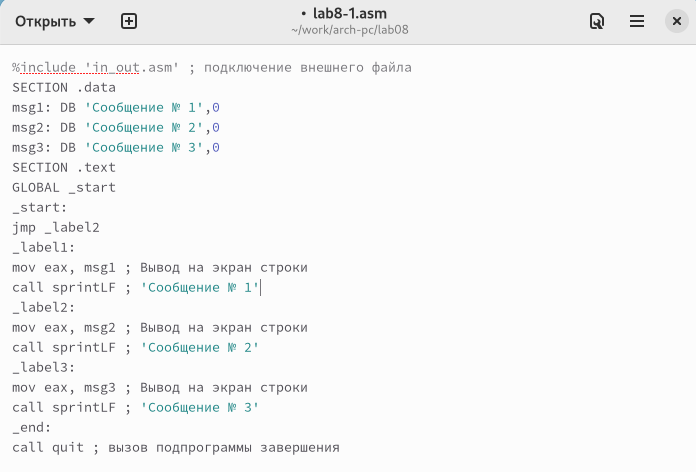 Открыть
• lab8-1.asm
~/work/arch-pc/lab08
%include 'in_out.asm' ; подключение внешнего файла
SECTION .data
msg1: DB 'Сообщение № 1',0
msg2: DB 'Сообщение № 2',0
msg3: DB 'Сообщение № 3',0
SECTION .text
GLOBAL _start
_start:
jmp _label2
_label1:
mov eax, msg1 ; Вывод на экран строки
call sprintLF ; 'Сообщение № 1'
_label2:
mov eax, msg2 ; Вывод на экран строки
call sprintLF ; 'Сообщение № 2'
_label3:
mov eax, msg3 ; Вывод на экран строки
call sprintLF ; 'Сообщение № 3'
_end:
call quit ; вызов подпрограммы завершения